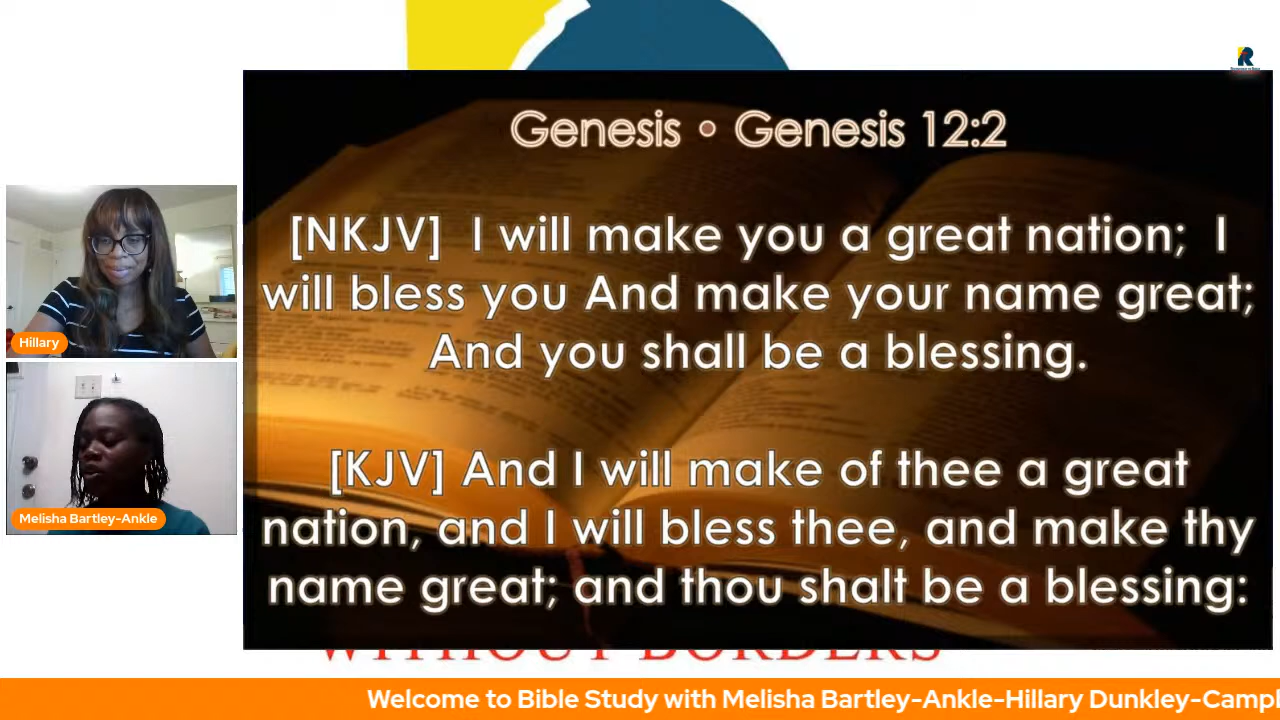 Genesis • Genesis 12:2
[NKJV] I will make you a great nation; I
will bless you And make your name great;
And you shall be a blessing.
[KJV] And I will make of thee a great
nation, and I will bless thee, and make thy
name great; and thou shalt be a blessing:
Hillary
Melisha Bartley-Ankle
WITHOUT BORDERS
Welcome to Bible Study with Melisha Bartley-Ankle-Hillary Dunkley-Campl